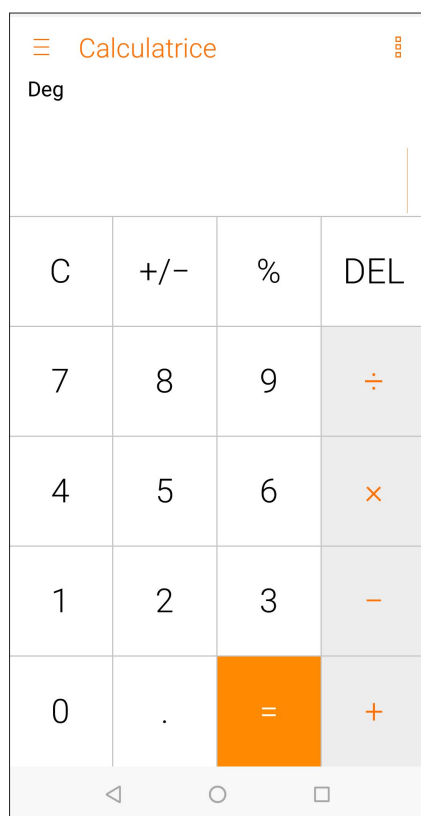 Calculatrice
Deg
C +/− % DEL
7 8 9 ÷
4 5 6 ×
1 2 3 −
0 . = +